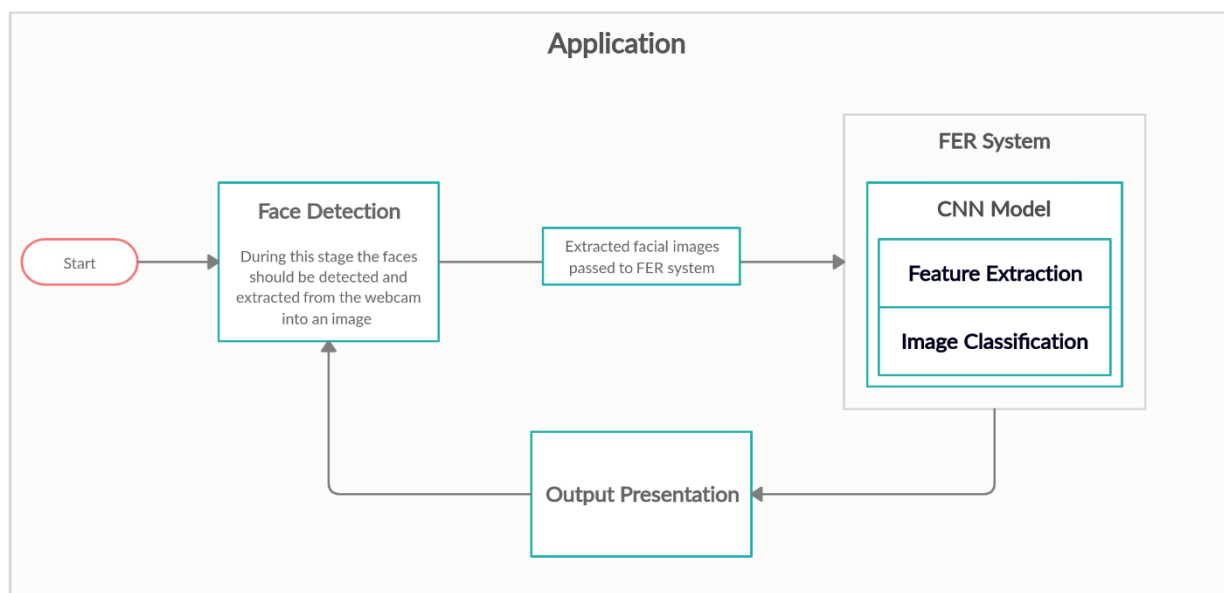 Application
FER System
CNN Model
Face Detection
During this stage the faces
should be detected and
extracted from the webcam
into an image
Start
Extracted facial images
passed to FER system
Feature Extraction
Image Classification
Output Presentation